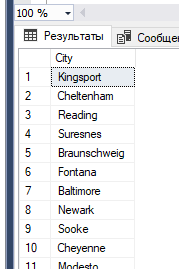 100 %
Результаты Сообщен
City
1 Kingsport
2 Cheltenham
3 Reading
4 Suresnes
5 Braunschweig
6 Fontana
7 Baltimore
8 Newark
9 Sooke
10 Cheyenne
11 Modesto